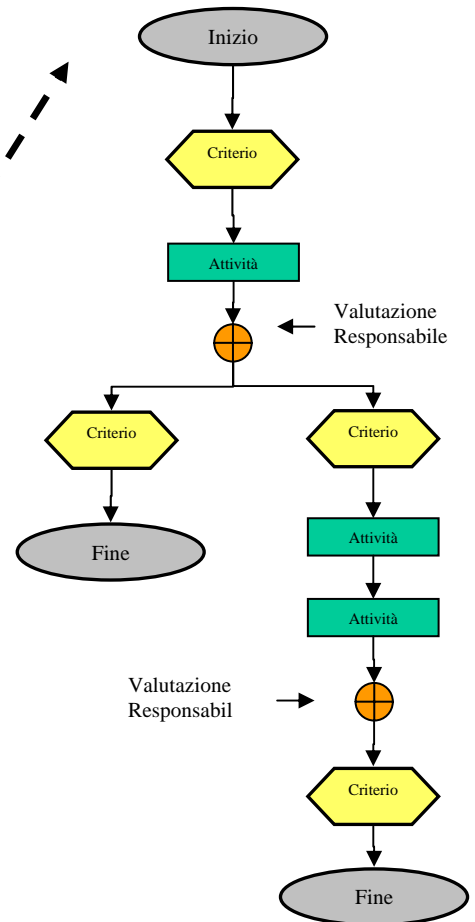 Inizio
Criterio
Attività
Valutazione
Responsabile
Criterio
Criterio
Fine
Attività
Attività
Valutazione
Responsabil
Criterio
Fine